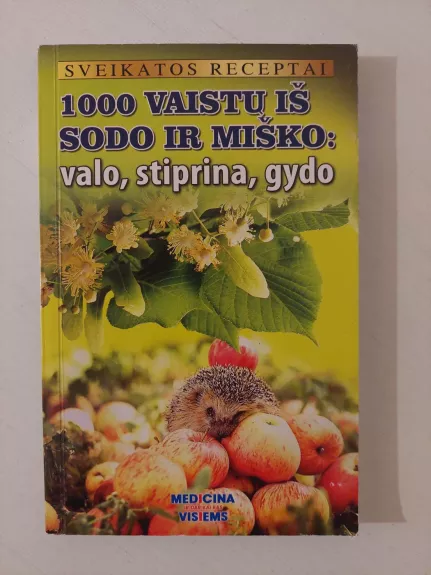 SVEIKATOS RECEPTAI
1000 VAISTŲ IŠ
SODO IR MIŠKO:
valo, stiprina, gydo
MEDICINA
VISIEMS